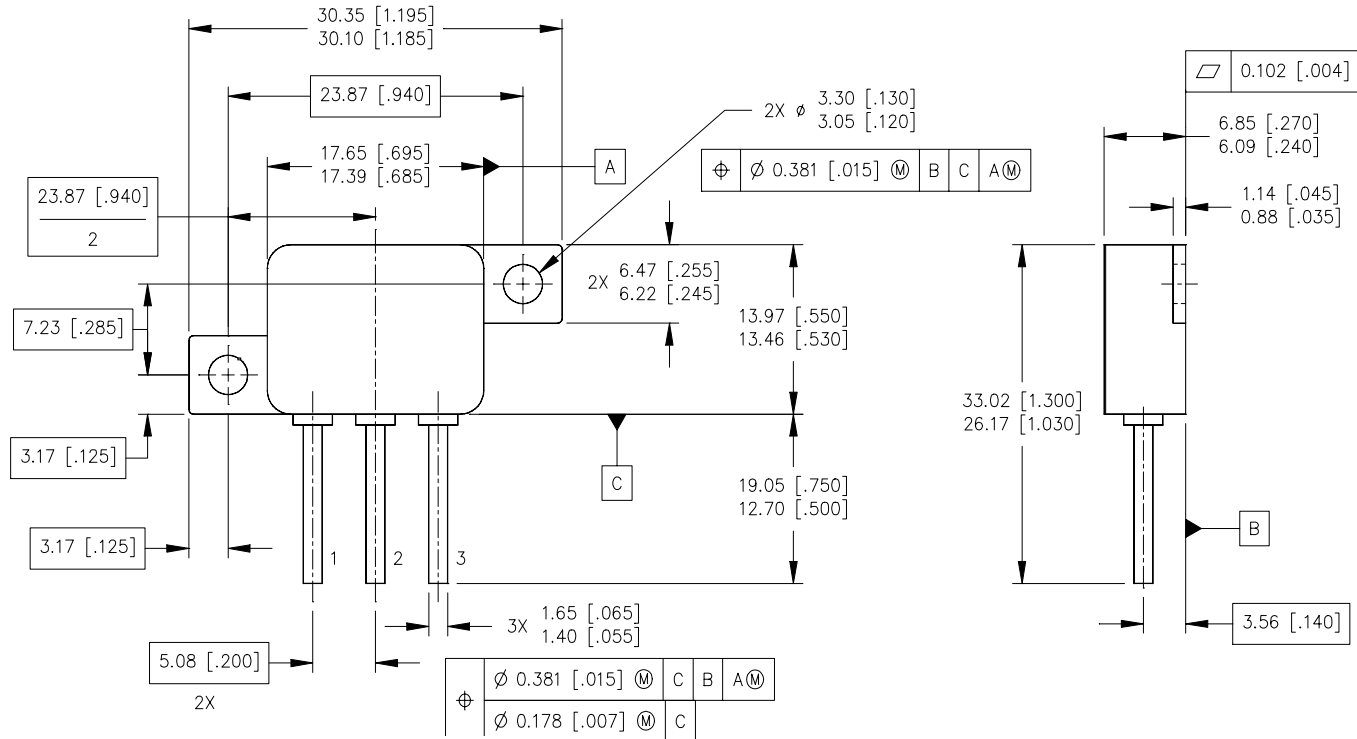 30.35 [1.195]
30.10 [1.185]
23.87 [.940]
2X ⌀ 3.30 [.130]
3.05 [.120]
⌖ Ø 0.381 [.015] Ⓜ B C AⓂ
17.65 [.695]
17.39 [.685]
A
23.87 [.940]
2
2X 6.47 [.255]
6.22 [.245]
7.23 [.285]
13.97 [.550]
13.46 [.530]
3.17 [.125]
C
19.05 [.750]
12.70 [.500]
3.17 [.125]
1
2
3
3X 1.65 [.065]
1.40 [.055]
5.08 [.200]
2X
⌖ Ø 0.381 [.015] Ⓜ C B AⓂ
Ø 0.178 [.007] Ⓜ C
⏥ 0.102 [.004]
6.85 [.270]
6.09 [.240]
1.14 [.045]
0.88 [.035]
33.02 [1.300]
26.17 [1.030]
B
3.56 [.140]